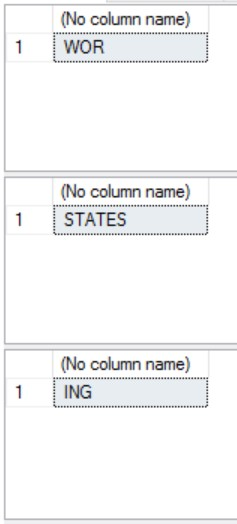 (No column name)
1 WOR
(No column name)
1 STATES
(No column name)
1 ING